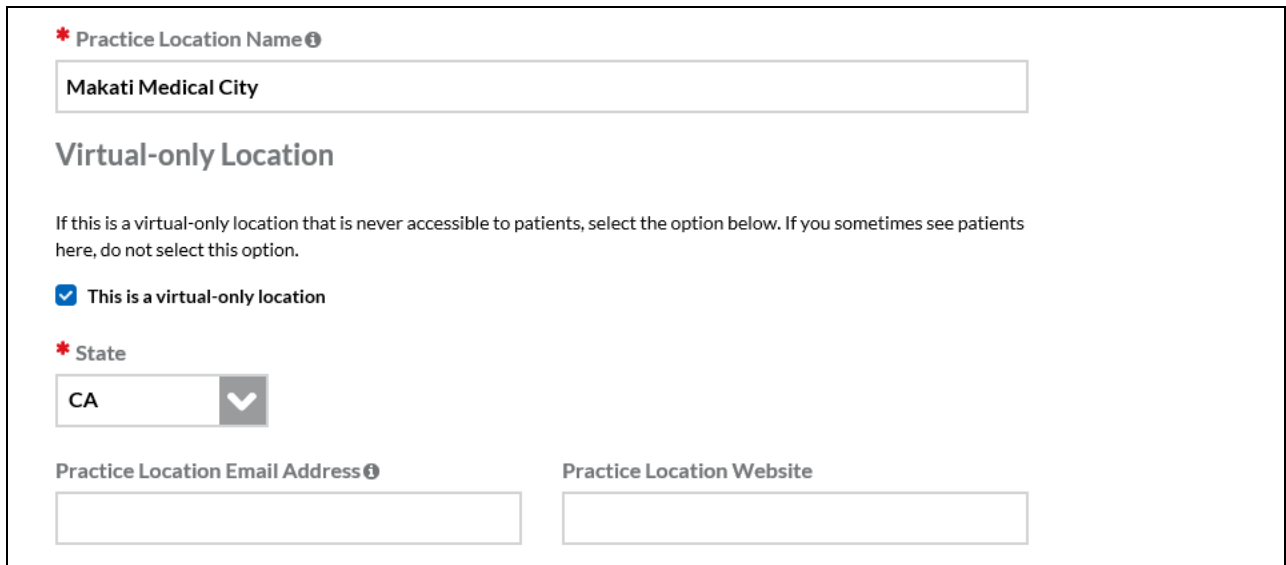 * Practice Location Name
Makati Medical City
Virtual-only Location
If this is a virtual-only location that is never accessible to patients, select the option below. If you sometimes see patients
here, do not select this option.
This is a virtual-only location
* State
CA
Practice Location Email Address Practice Location Website